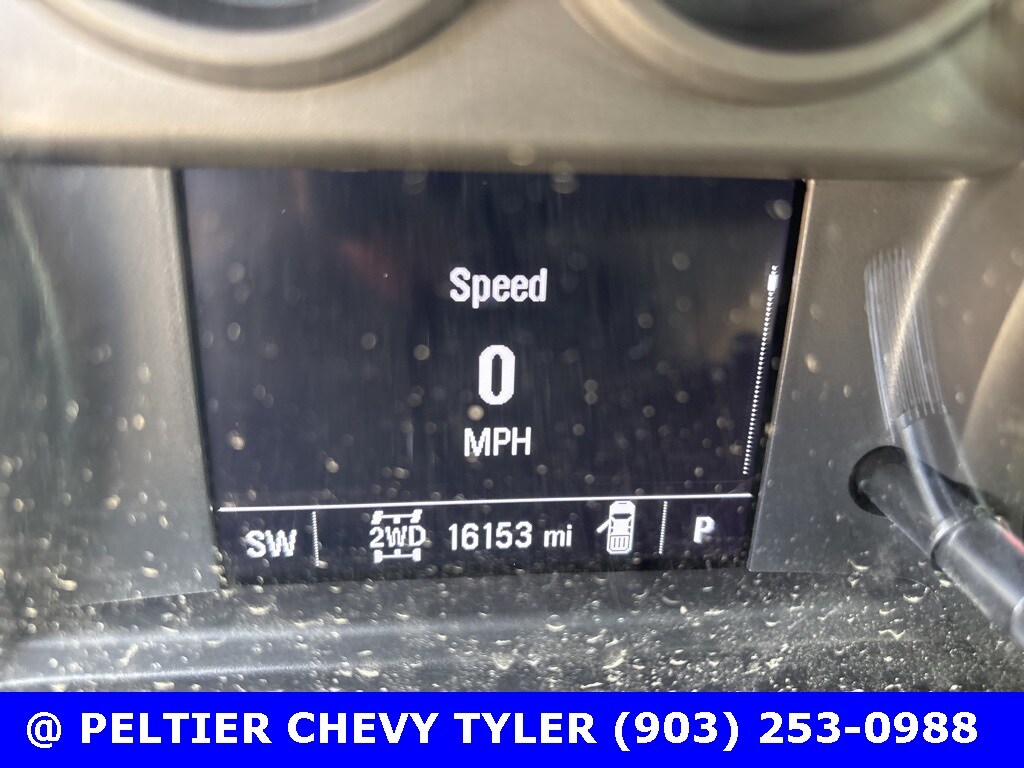 Speed
0
MPH
SW 2WD 16153 mi P
@ PELTIER CHEVY TYLER (903) 253-0988